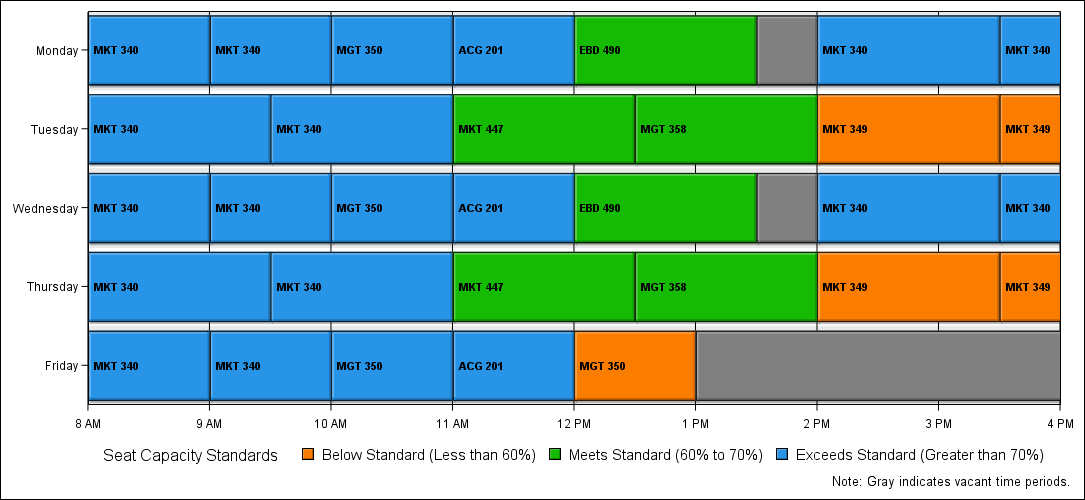 Monday MKT 340 MKT 340 MGT 350 ACG 201 EBD 490 MKT 340 MKT 340
Tuesday MKT 340 MKT 340 MKT 447 MGT 358 MKT 349 MKT 349
Wednesday MKT 340 MKT 340 MGT 350 ACG 201 EBD 490 MKT 340 MKT 340
Thursday MKT 340 MKT 340 MKT 447 MGT 358 MKT 349 MKT 349
Friday MKT 340 MKT 340 MGT 350 ACG 201 MGT 350
8 AM 9 AM 10 AM 11 AM 12 PM 1 PM 2 PM 3 PM 4 PM
Seat Capacity Standards Below Standard (Less than 60%) Meets Standard (60% to 70%) Exceeds Standard (Greater than 70%)
Note: Gray indicates vacant time periods.